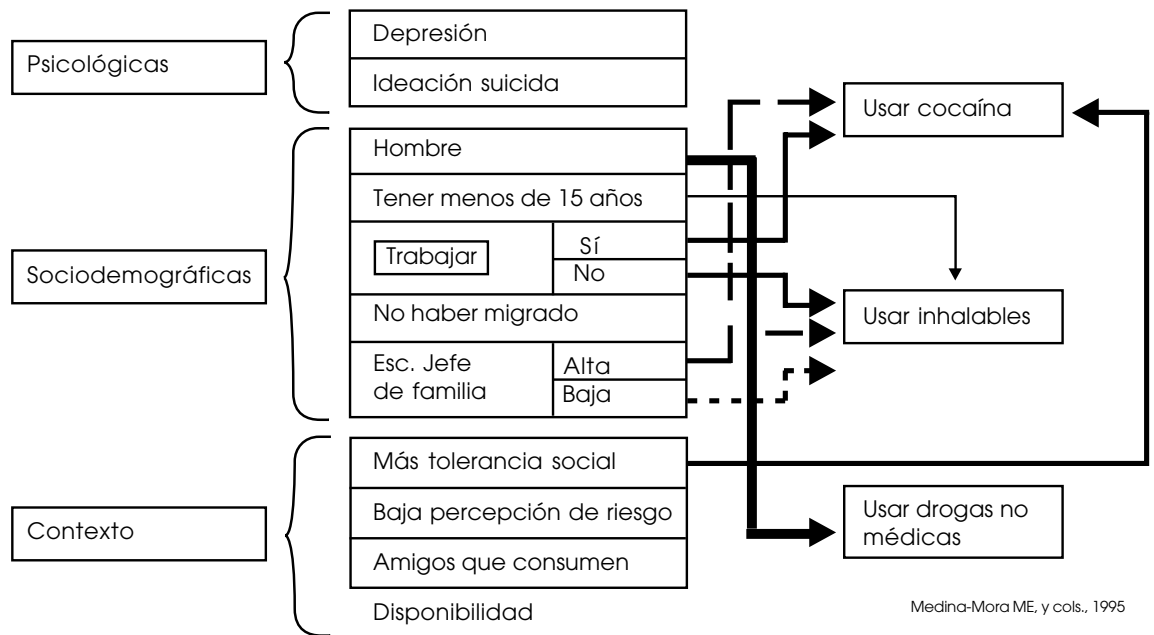 Psicológicas
Depresión
Ideación suicida
Sociodemográficas
Hombre
Tener menos de 15 años
Trabajar
Sí
No
No haber migrado
Esc. Jefe
de familia
Alta
Baja
Contexto
Más tolerancia social
Baja percepción de riesgo
Amigos que consumen
Disponibilidad
Usar cocaína
Usar inhalables
Usar drogas no
médicas
Medina-Mora ME, y cols., 1995